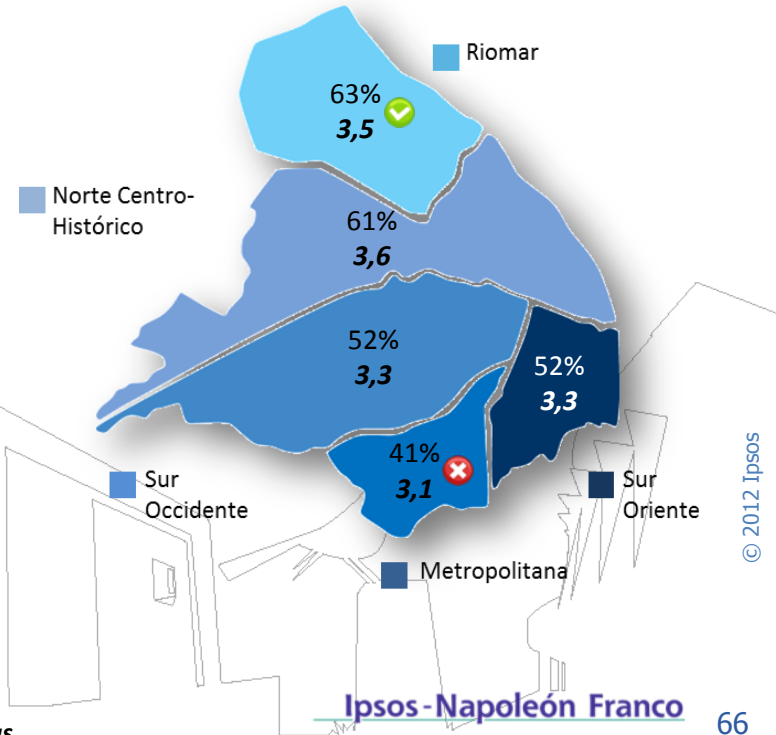 Riomar
63%
3,5
Norte Centro-
Histórico
61%
3,6
52%
3,3
52%
3,3
41%
3,1
Sur
Occidente
Sur
Oriente
Metropolitana
© 2012 Ipsos
Ipsos-Napoleón Franco
66